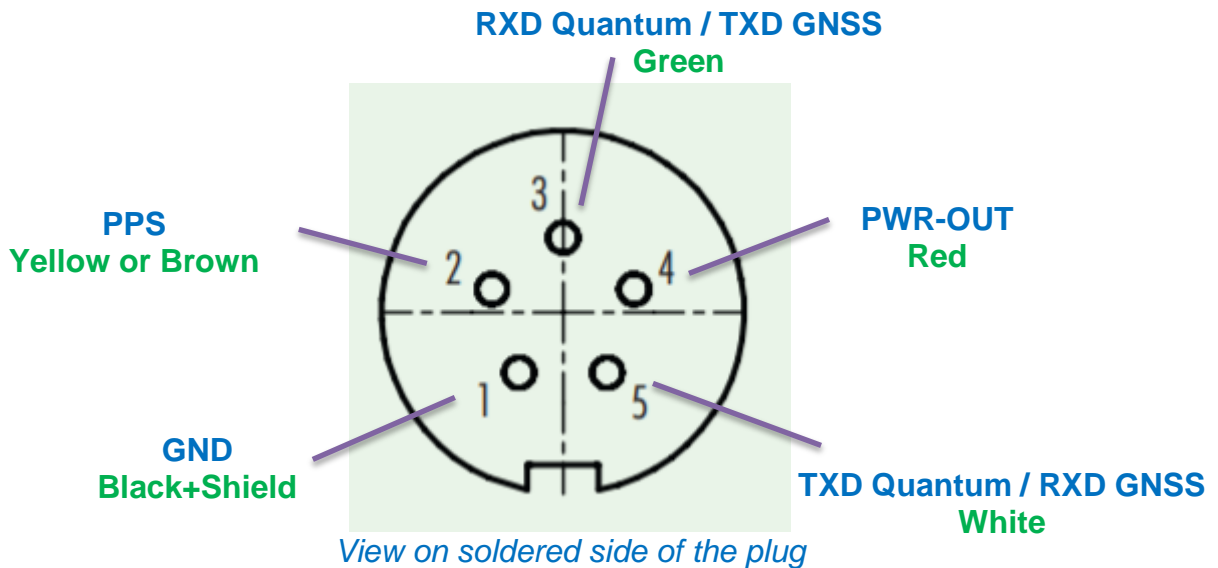 RXD Quantum / TXD GNSS
Green
3
PPS
Yellow or Brown
PWR-OUT
Red
2
4
1
5
GND
Black+Shield
TXD Quantum / RXD GNSS
White
View on soldered side of the plug